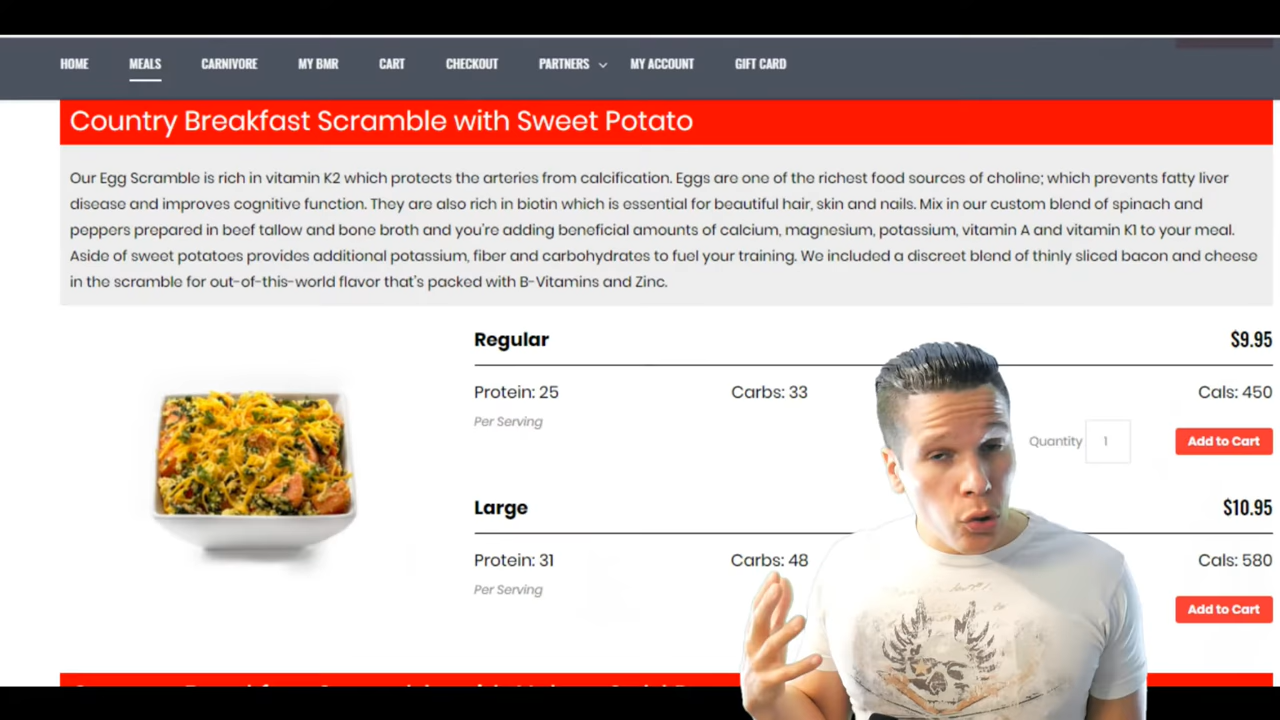 HOME MEALS CARNIVORE MY BMR CART CHECKOUT PARTNERS MY ACCOUNT GIFT CARD
Country Breakfast Scramble with Sweet Potato
Our Egg Scramble is rich in vitamin K2 which protects the arteries from calcification. Eggs are one of the richest food sources of choline; which prevents fatty liver
disease and improves cognitive function. They are also rich in biotin which is essential for beautiful hair, skin and nails. Mix in our custom blend of spinach and
peppers prepared in beef tallow and bone broth and you're adding beneficial amounts of calcium, magnesium, potassium, vitamin A and vitamin K1 to your meal.
Aside of sweet potatoes provides additional potassium, fiber and carbohydrates to fuel your training. We included a discreet blend of thinly sliced bacon and cheese
in the scramble for out-of-this-world flavor that's packed with B-Vitamins and Zinc.
Regular $9.95
Protein: 25 Carbs: 33 Cals: 450
Per Serving
Quantity 1 Add to Cart
Large $10.95
Protein: 31 Carbs: 48 Cals: 580
Per Serving
Add to Cart